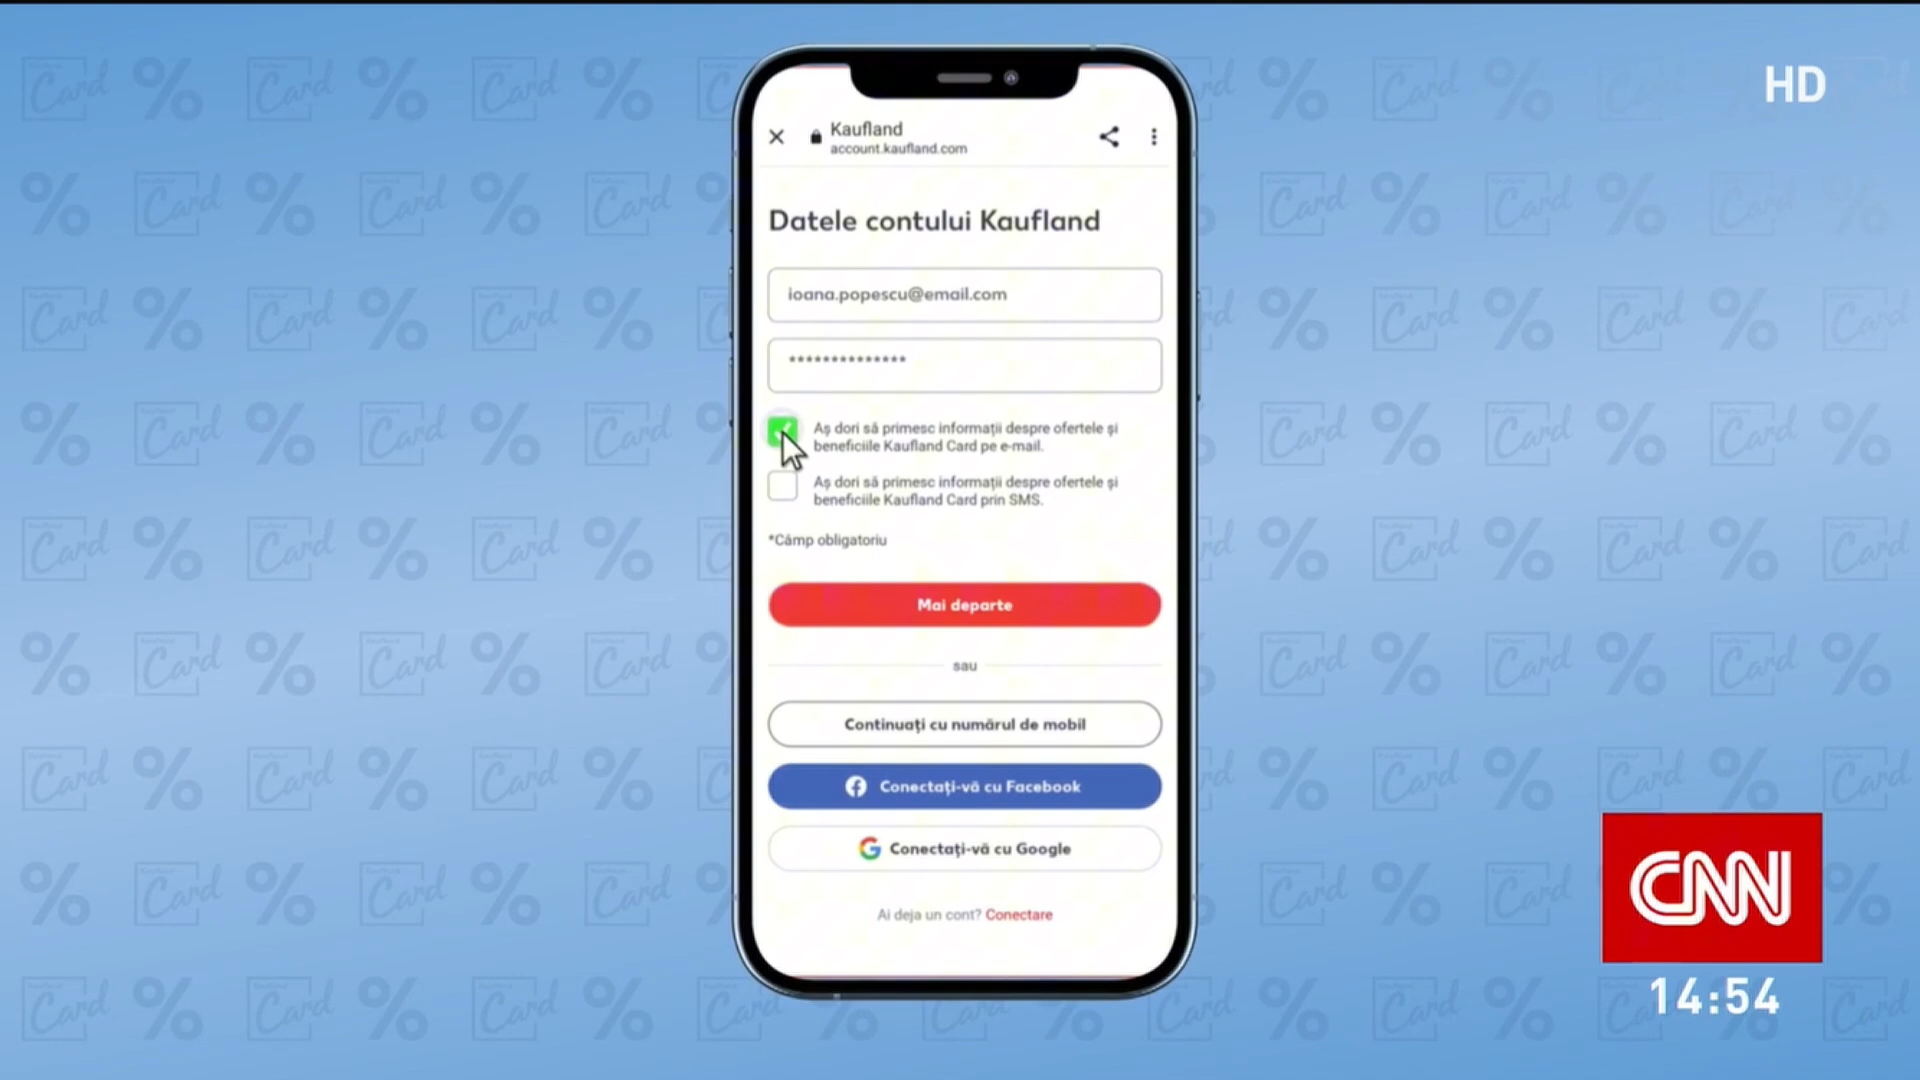 HD
Kaufland
account.kaufland.com
Datele contului Kaufland
ioana.popescu@email.com
**************
Aș dori să primesc informații despre ofertele și
beneficiile Kaufland Card pe e-mail.
Aș dori să primesc informații despre ofertele și
beneficiile Kaufland Card prin SMS.
*Câmp obligatoriu
Mai departe
sau
Continuați cu numărul de mobil
Conectați-vă cu Facebook
Conectați-vă cu Google
Ai deja un cont? Conectare
CNN
14:54
Card %